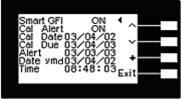 Smart GFI ON
Cal Alert ON
Cal Date 03/04/02
Cal Due 03/04/03
Alert 03/03/03
Date ymd 03/04/02
Time 08:48:03 Exit